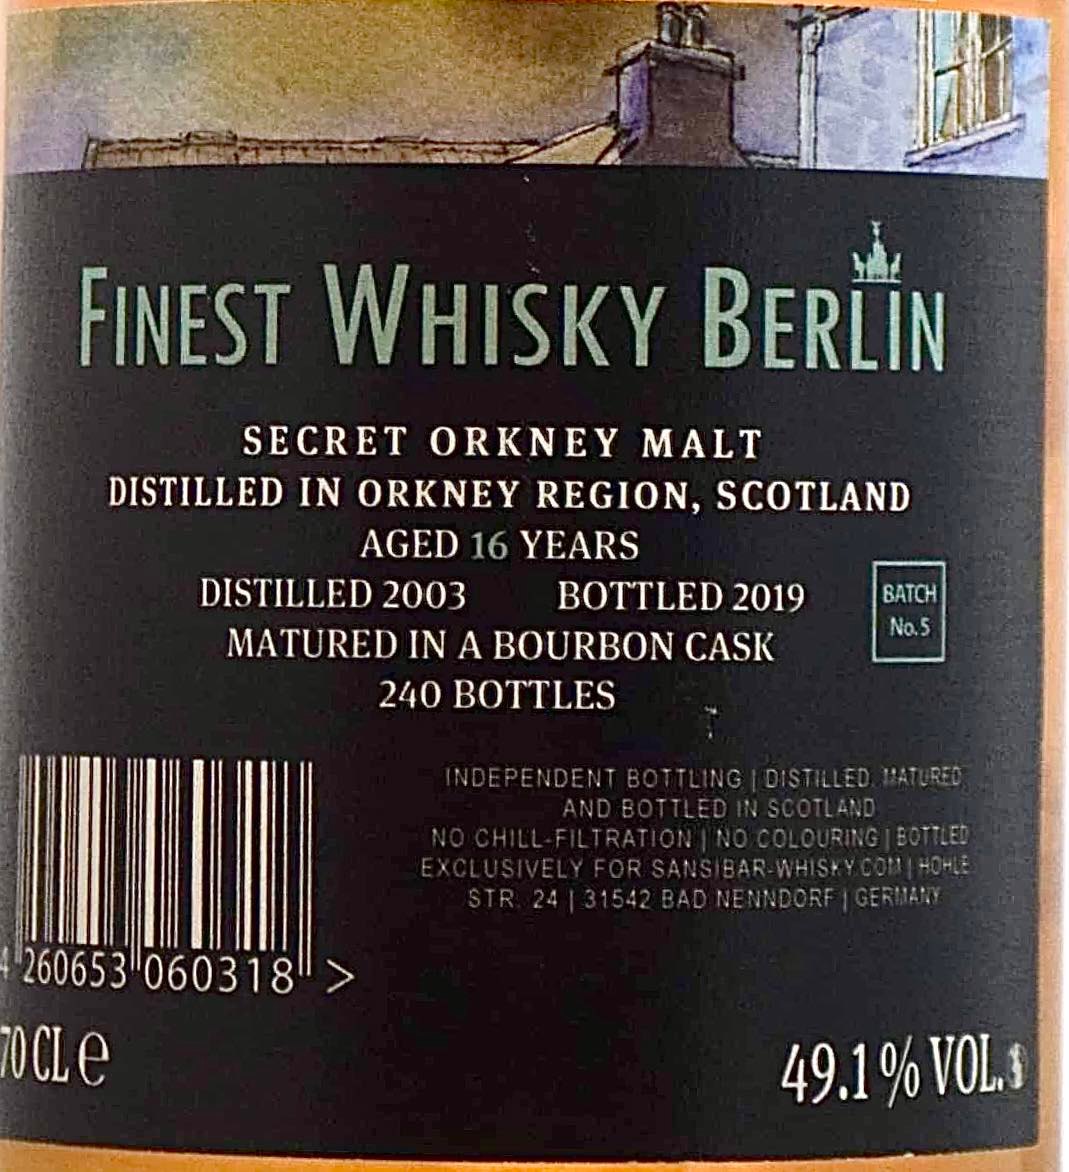 FINEST WHISKY BERLIN
SECRET ORKNEY MALT
DISTILLED IN ORKNEY REGION, SCOTLAND
AGED 16 YEARS
DISTILLED 2003 BOTTLED 2019
MATURED IN A BOURBON CASK
240 BOTTLES
BATCH
No.5
INDEPENDENT BOTTLING | DISTILLED, MATURED
AND BOTTLED IN SCOTLAND
NO CHILL-FILTRATION | NO COLOURING | BOTTLED
EXCLUSIVELY FOR SANSIBAR-WHISKY.COM | HOHLE
STR. 24 | 31542 BAD NENNDORF | GERMANY
4 260653 060318 >
70 CL e
49.1 % VOL.